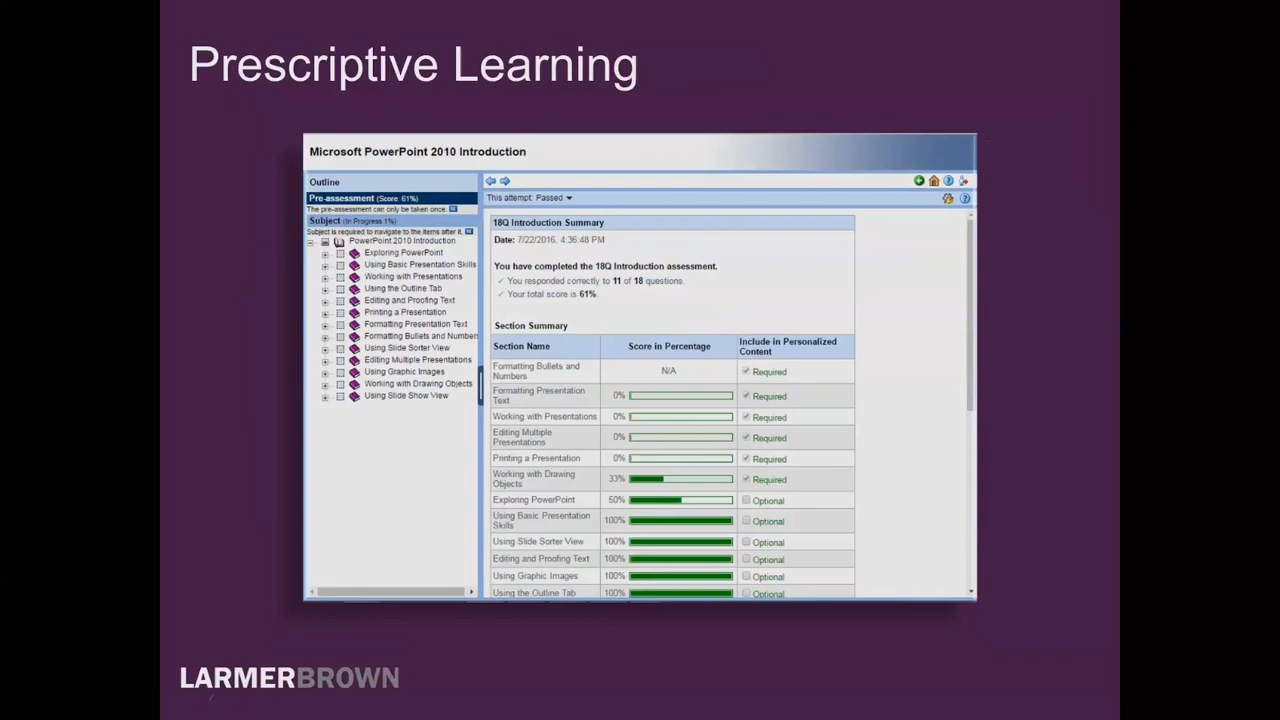 Prescriptive Learning
Microsoft PowerPoint 2010 Introduction
Outline
Pre-assessment (Score: 61%)
The pre-assessment can only be taken once.
Subject (In Progress 1%)
Subject is required to navigate to the items after it.
PowerPoint 2010 Introduction
Exploring PowerPoint
Using Basic Presentation Skills
Working with Presentations
Using the Outline Tab
Editing and Proofing Text
Printing a Presentation
Formatting Presentation Text
Formatting Bullets and Number
Using Slide Sorter View
Editing Multiple Presentations
Using Graphic Images
Working with Drawing Objects
Using Slide Show View
This attempt: Passed
18Q Introduction Summary
Date: 7/22/2016, 4:36:48 PM
You have completed the 18Q Introduction assessment.
✓ You responded correctly to 11 of 18 questions.
✓ Your total score is 61%.
Section Summary
Section Name Score in Percentage Include in Personalized
Content
Formatting Bullets and
Numbers N/A Required
Formatting Presentation
Text 0% Required
Working with Presentations 0% Required
Editing Multiple
Presentations 0% Required
Printing a Presentation 0% Required
Working with Drawing
Objects 33% Required
Exploring PowerPoint 50% Optional
Using Basic Presentation
Skills 100% Optional
Using Slide Sorter View 100% Optional
Editing and Proofing Text 100% Optional
Using Graphic Images 100% Optional
Using the Outline Tab 100% Optional
LARMERBROWN